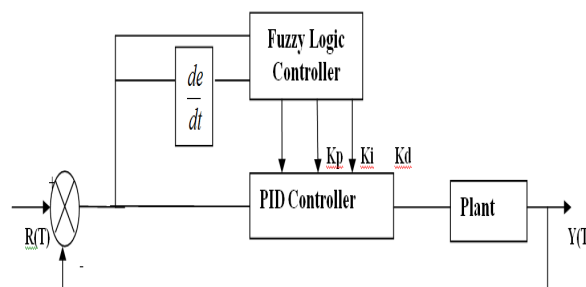 Fuzzy Logic
Controller
de
dt
Kp Ki Kd
+
PID Controller
Plant
R(T)
Y(T
-